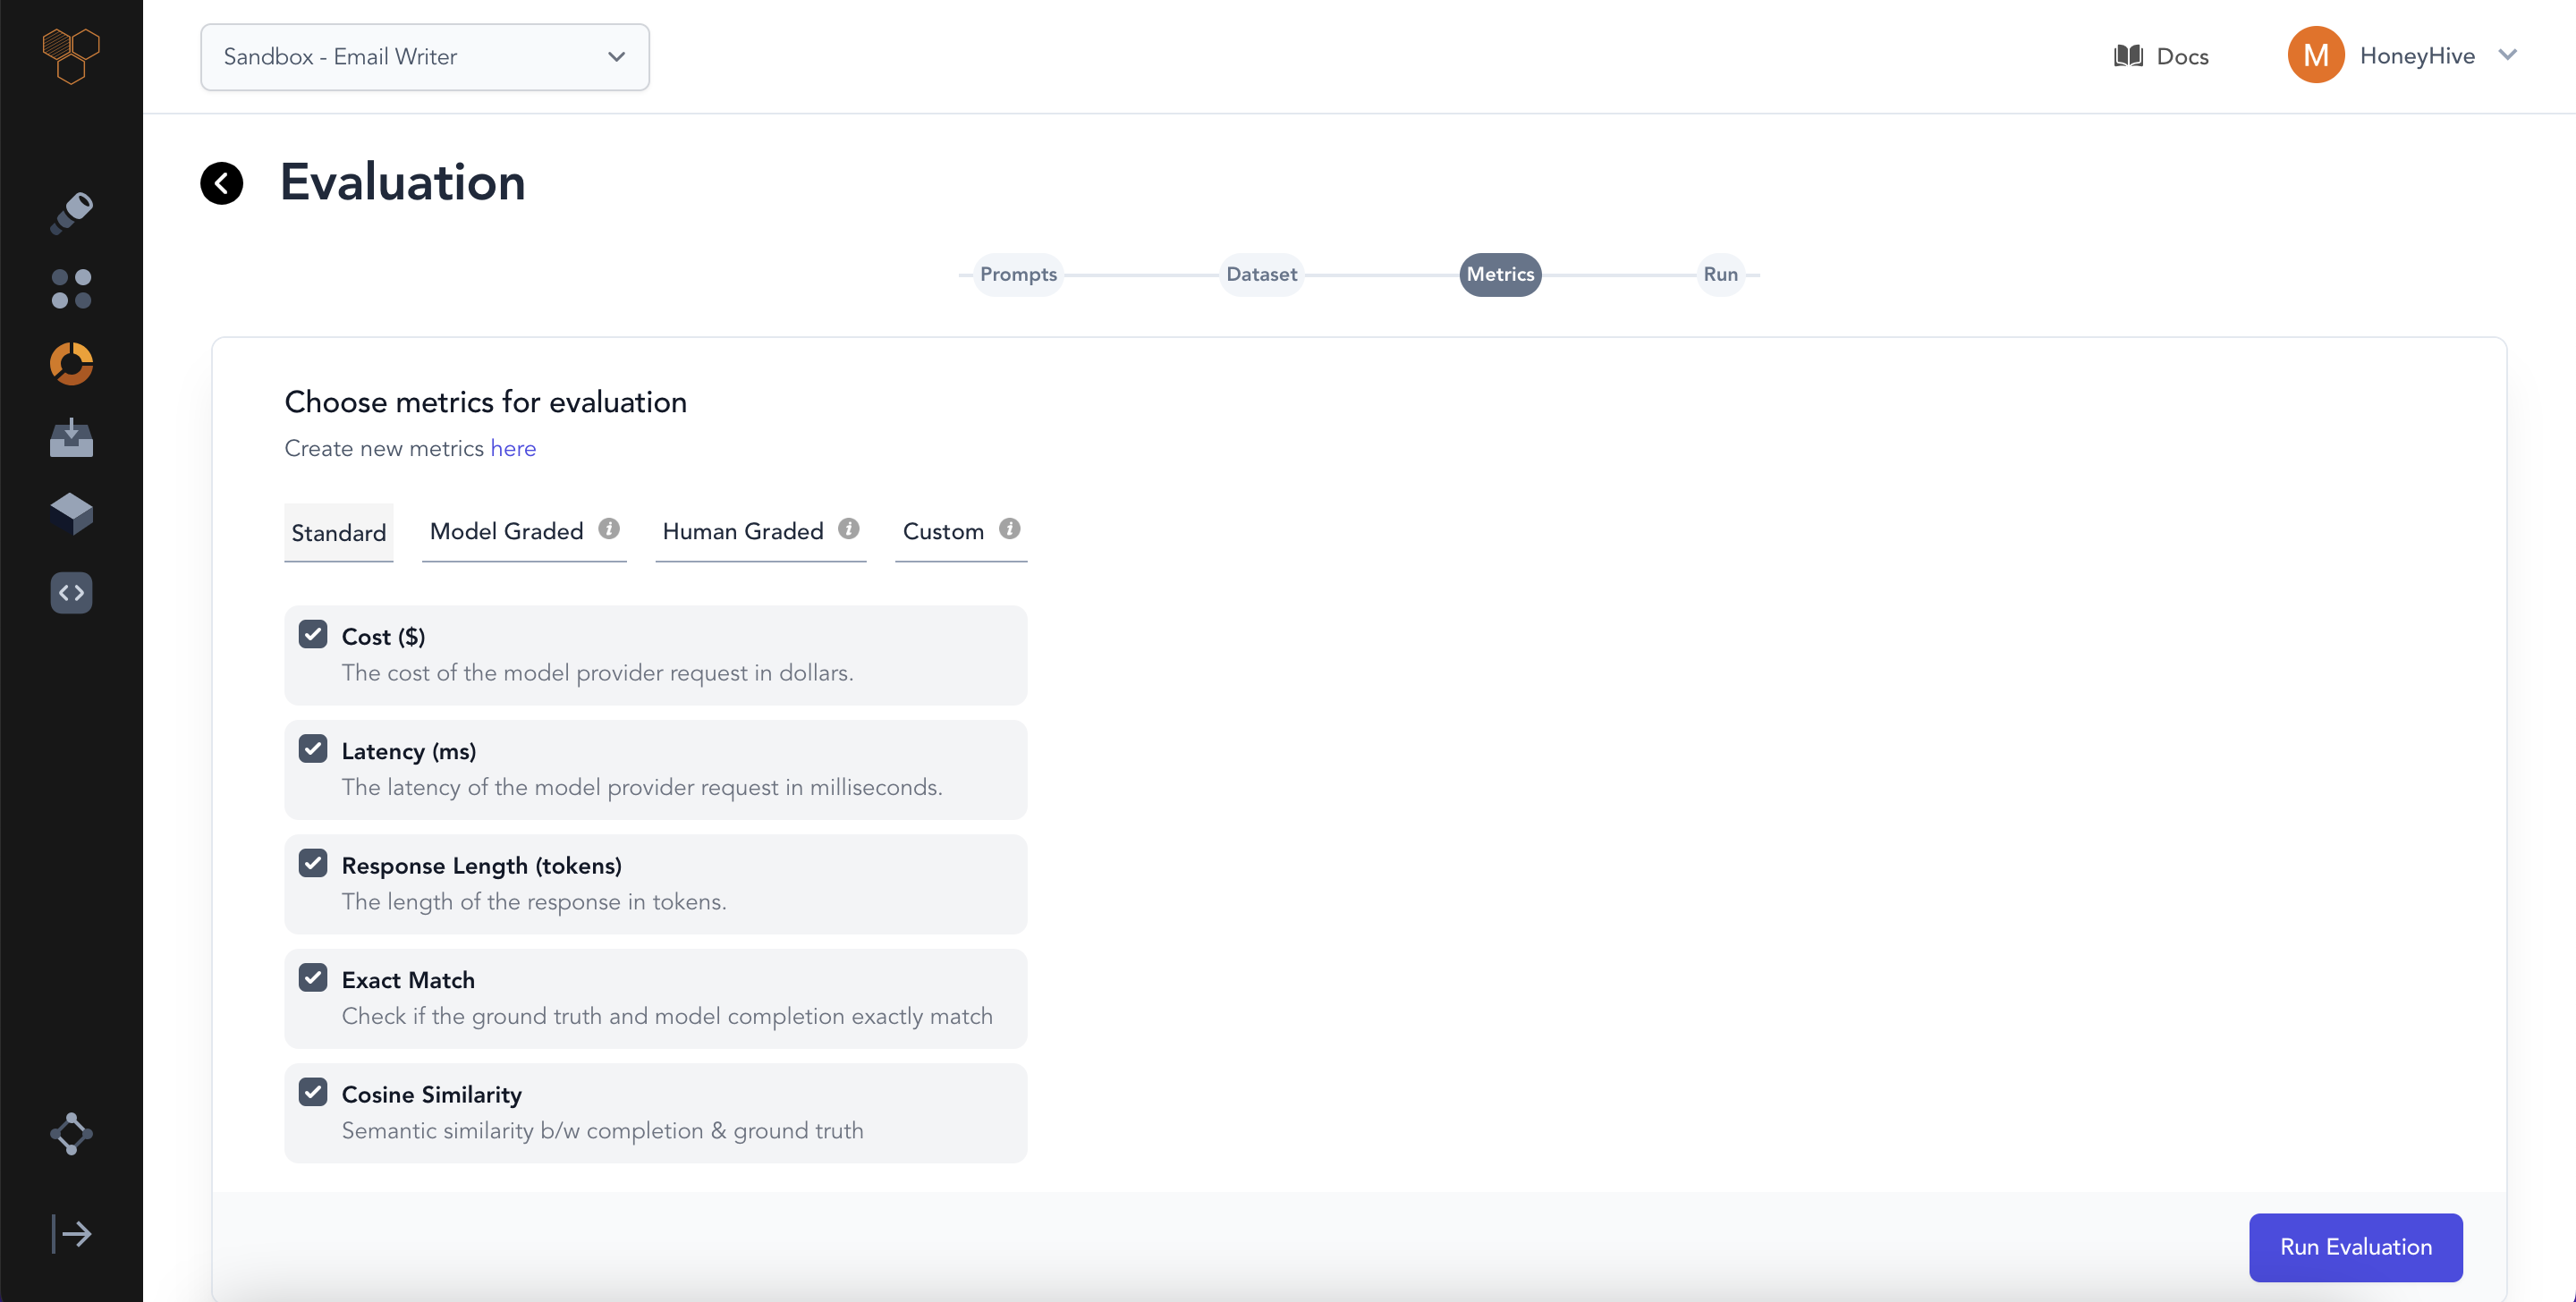 Sandbox - Email Writer
Docs
M
HoneyHive
Evaluation
Prompts
Dataset
Metrics
Run
Choose metrics for evaluation
Create new metrics here
Standard
Model Graded
Human Graded
Custom
Cost ($)
The cost of the model provider request in dollars.
Latency (ms)
The latency of the model provider request in milliseconds.
Response Length (tokens)
The length of the response in tokens.
Exact Match
Check if the ground truth and model completion exactly match
Cosine Similarity
Semantic similarity b/w completion & ground truth
Run Evaluation